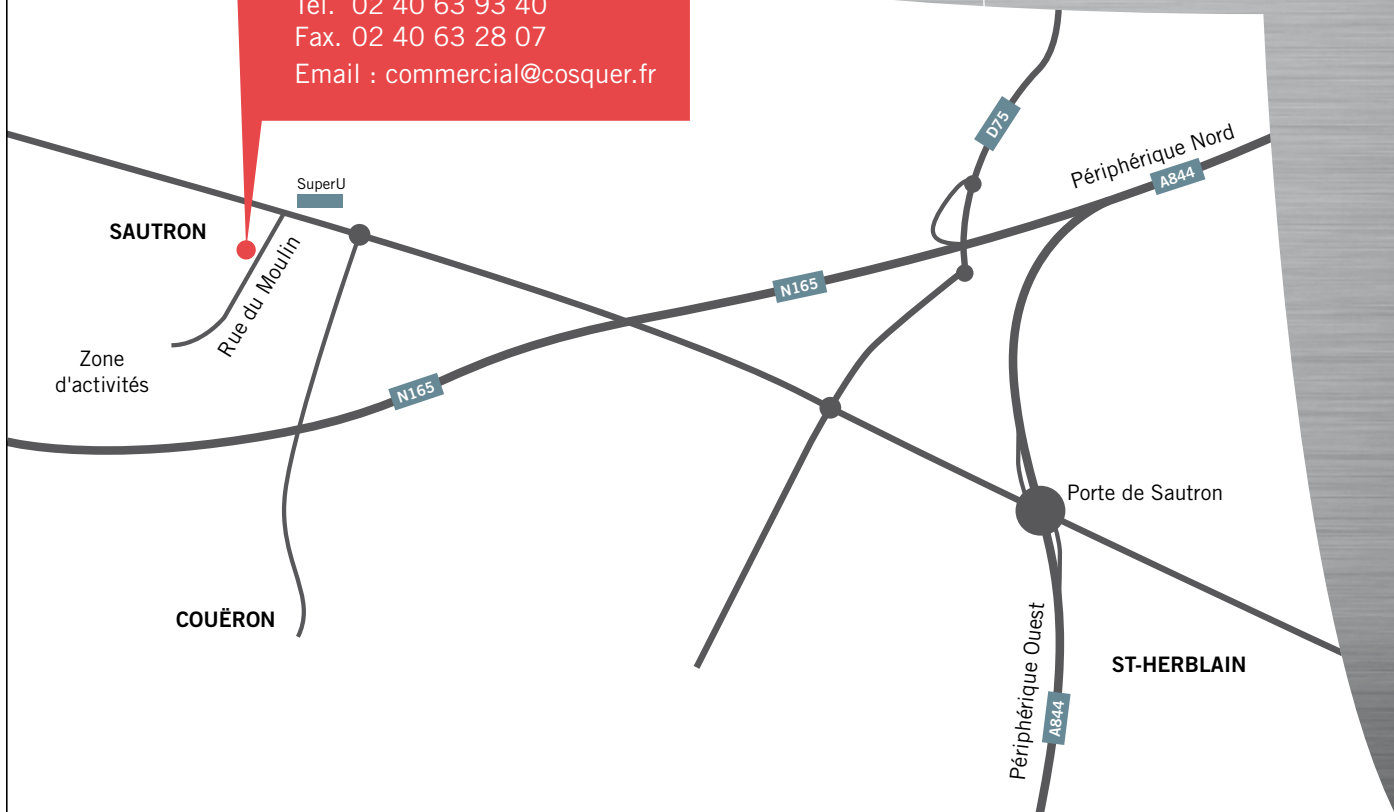 Tél. 02 40 63 93 40
Fax. 02 40 63 28 07
Email : commercial@cosquer.fr
D75
Périphérique Nord
A844
SuperU
SAUTRON
Rue du Moulin
N165
Zone
d'activités
N165
Porte de Sautron
COUËRON
Périphérique Ouest
ST-HERBLAIN
A844